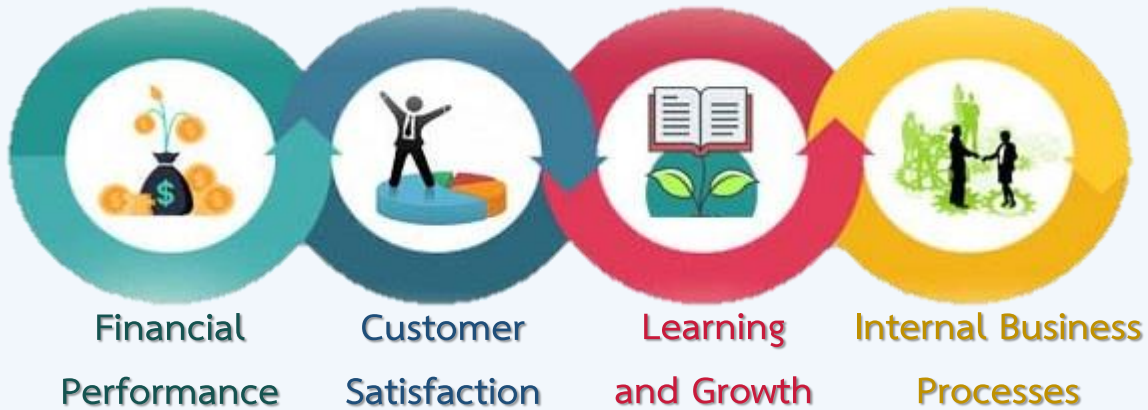 $
Financial
Performance
Customer
Satisfaction
Learning
and Growth
Internal Business
Processes